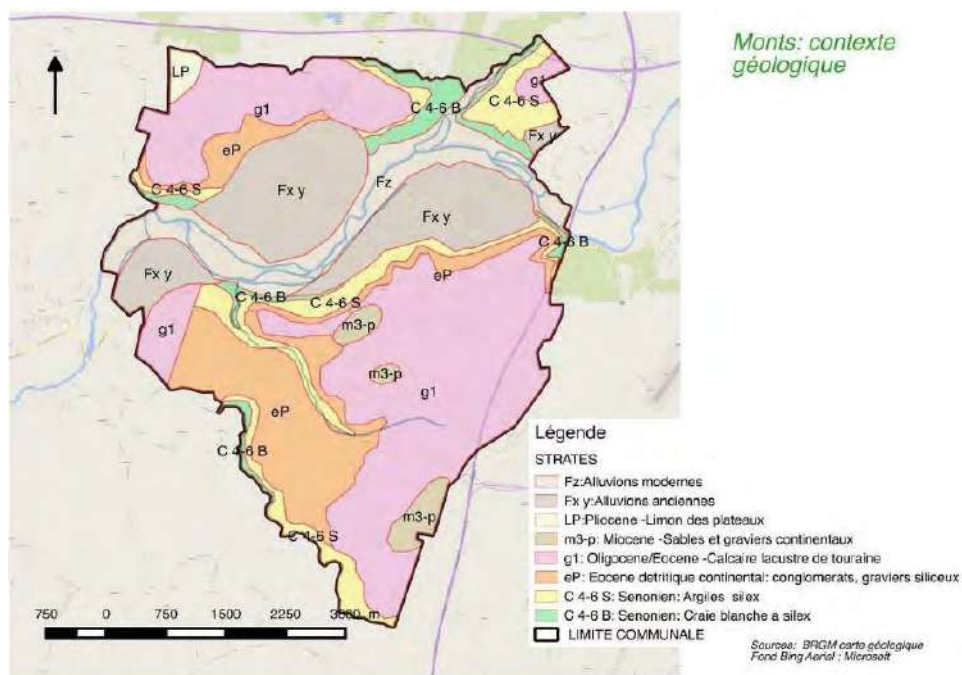 Monts: contexte
géologique
LP
g1
g1
C 4-6 B
C 4-6 S
Fx y
eP
C 4-6 S
Fx y
Fz
Fx y
C 4-6 B
eP
Fx y
C 4-6 B
C 4-6 S
m3-p
g1
m3-p
g1
eP
C 4-6 B
m3-p
C 4-6 S
750 0 750 1500 2250 3000 m
Légende
STRATES
Fz:Alluvions modernes
Fx y:Alluvions anciennes
LP:Pliocene -Limon des plateaux
m3-p: Miocene -Sables et graviers continentaux
g1: Oligocene/Eocene -Calcaire lacustre de touraine
eP: Eocene detritique continental: conglomerats, graviers siliceux
C 4-6 S: Senonien: Argiles silex
C 4-6 B: Senonien: Craie blanche a silex
LIMITE COMMUNALE
Sources: BRGM carte géologique
Fond Bing Aerial : Microsoft